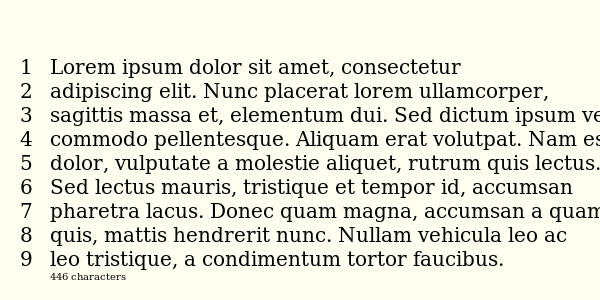 1 Lorem ipsum dolor sit amet, consectetur
2 adipiscing elit. Nunc placerat lorem ullamcorper,
3 sagittis massa et, elementum dui. Sed dictum ipsum
4 commodo pellentesque. Aliquam erat volutpat. Nam
5 dolor, vulputate a molestie aliquet, rutrum quis lectus.
6 Sed lectus mauris, tristique et tempor id, accumsan
7 pharetra lacus. Donec quam magna, accumsan a quam
8 quis, mattis hendrerit nunc. Nullam vehicula leo ac
9 leo tristique, a condimentum tortor faucibus.
446 characters